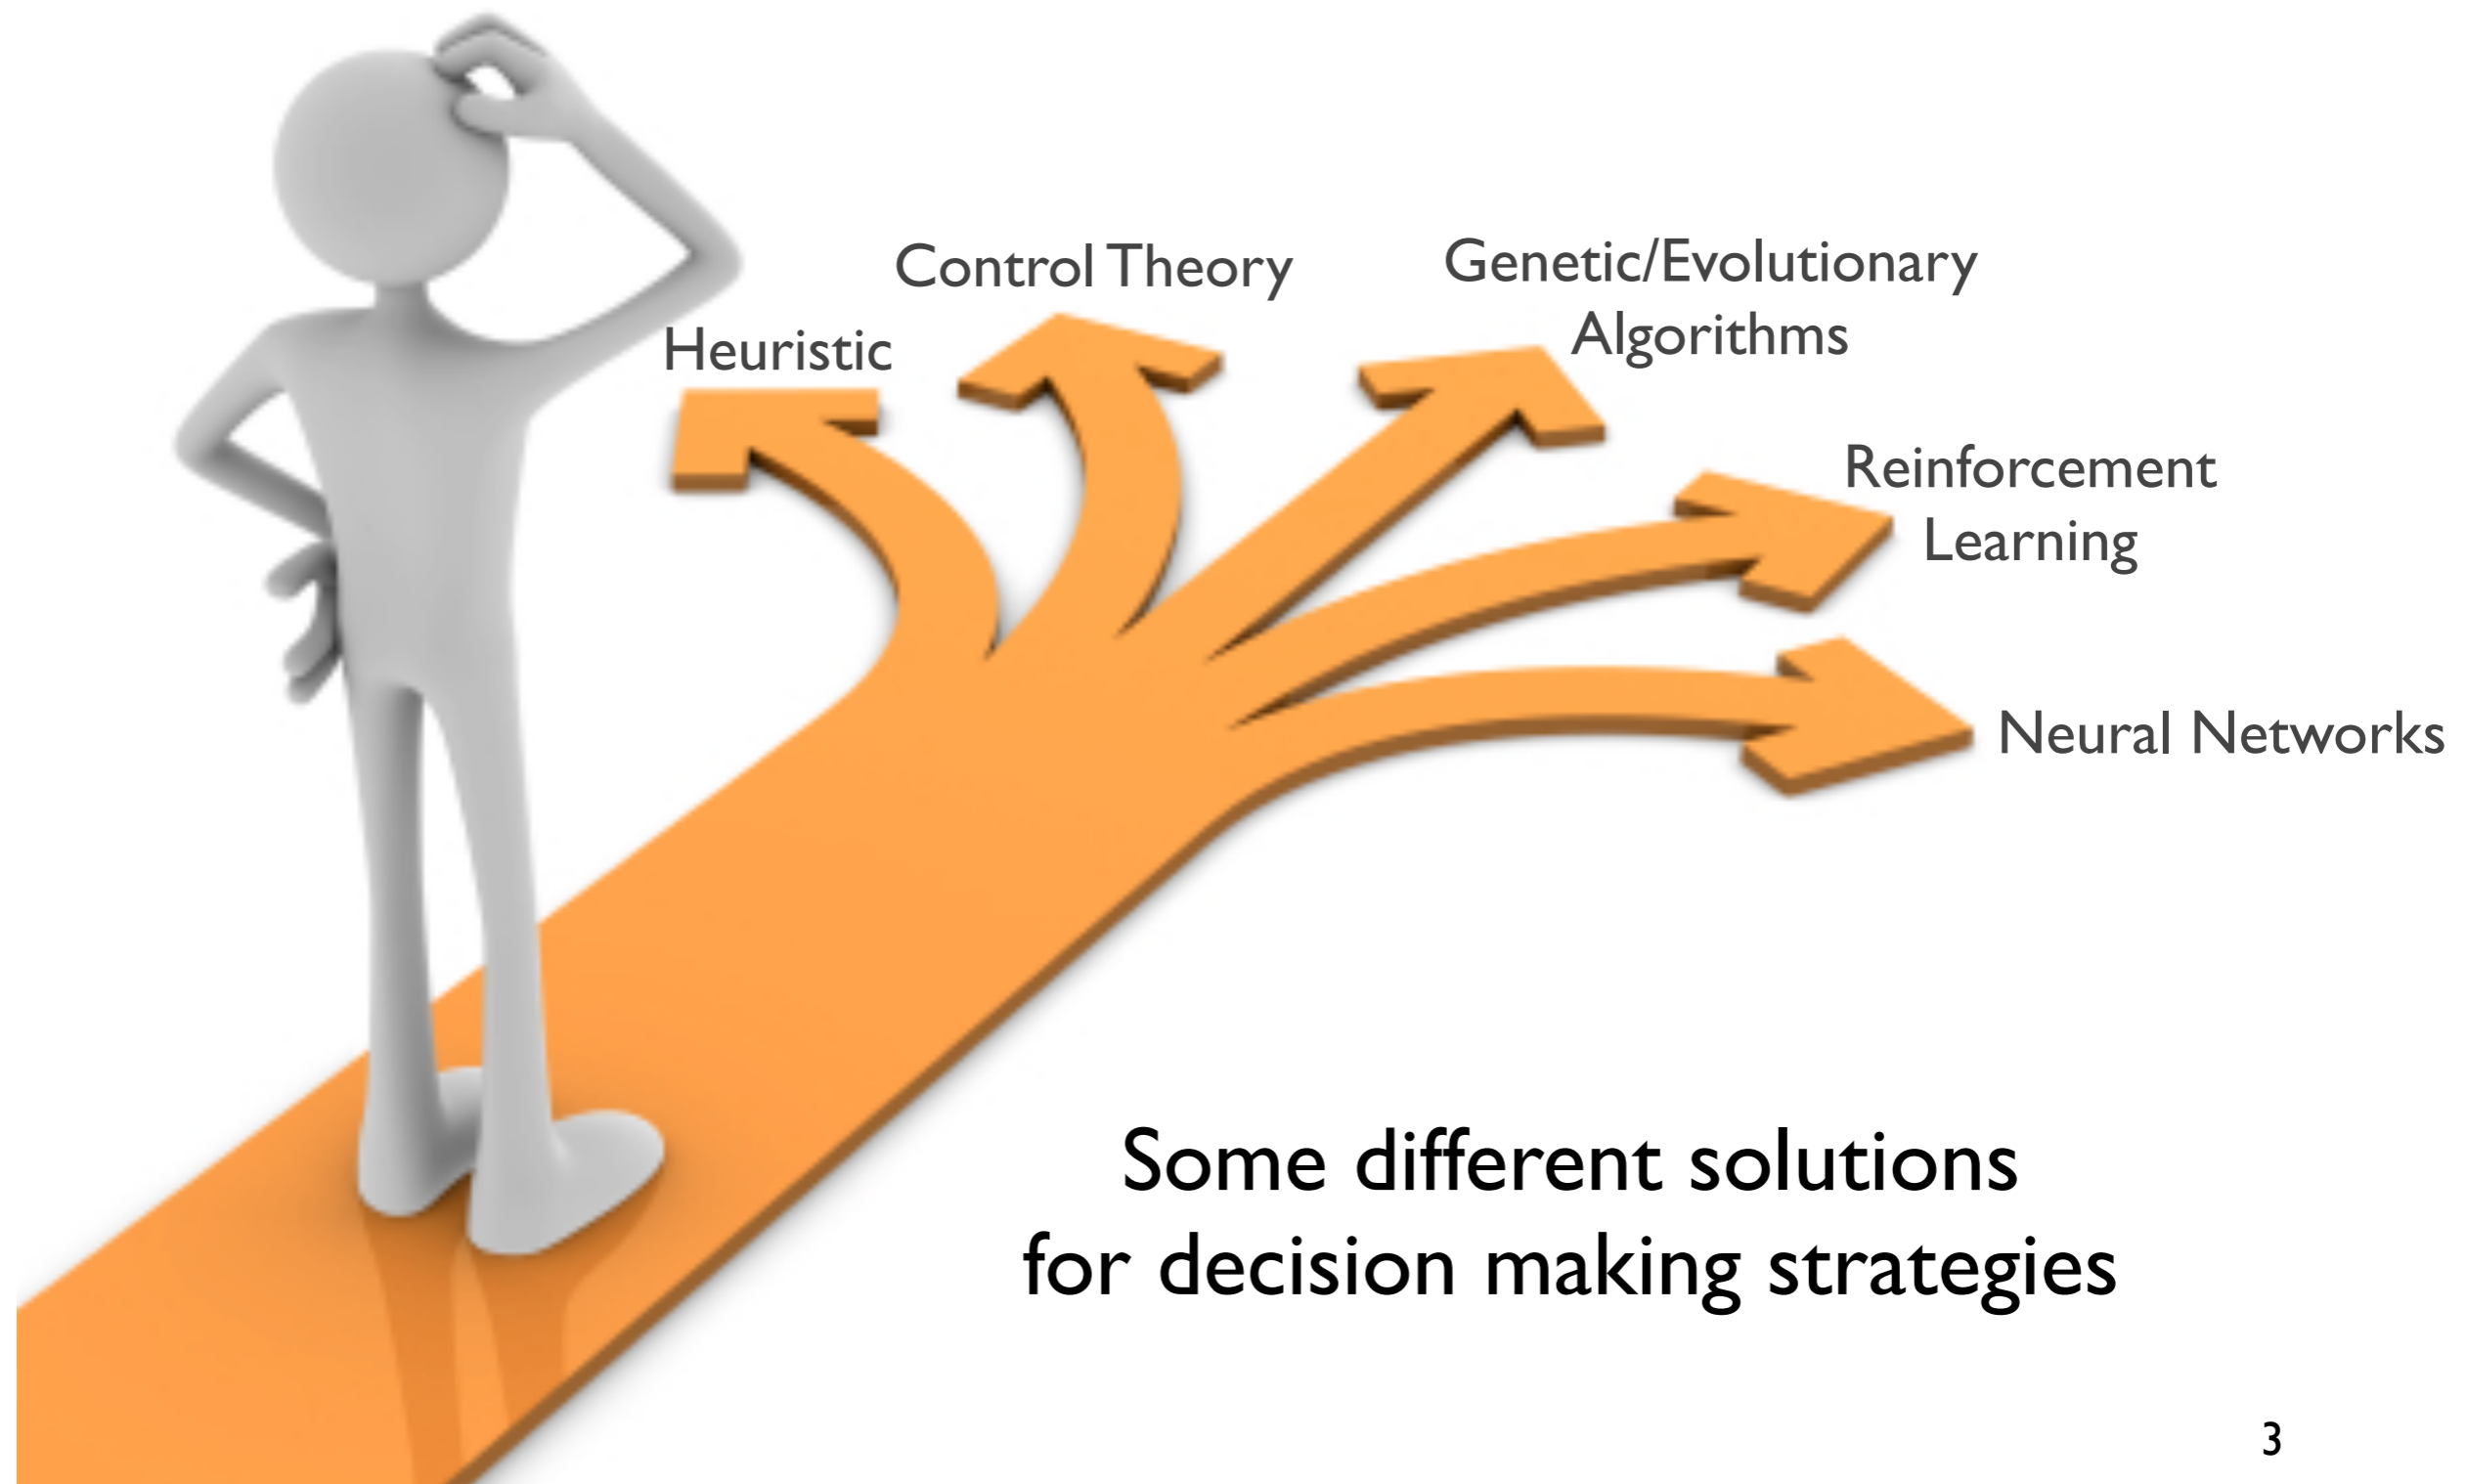 Control Theory
Genetic/Evolutionary
Algorithms
Heuristic
Reinforcement
Learning
Neural Networks
Some different solutions
for decision making strategies
3